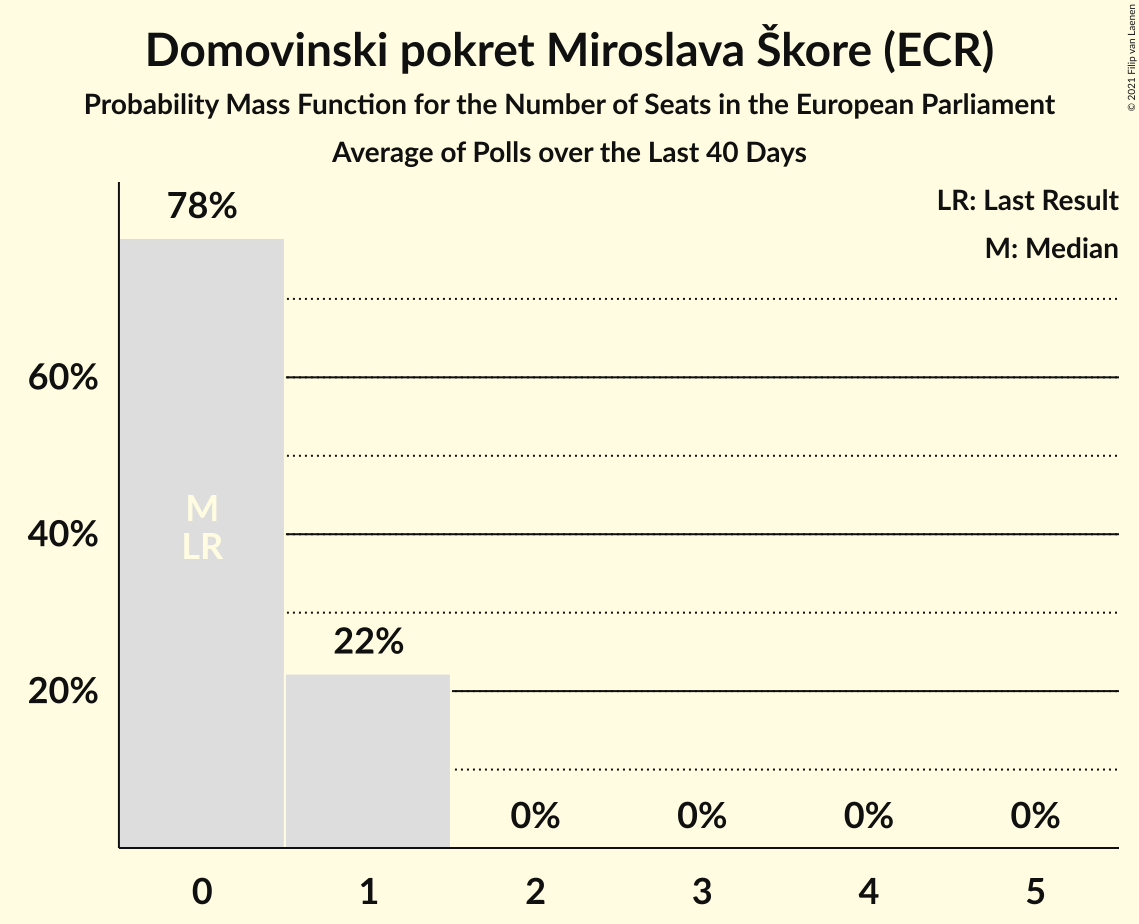 Domovinski pokret Miroslava Škore (ECR)
Probability Mass Function for the Number of Seats in the European Parliament
Average of Polls over the Last 40 Days
© 2021 Filip van Laenen
LR: Last Result
M: Median
78%
60%
M
40%
LR
22%
20%
0%
0%
0%
0%
0
1
2
3
4
5